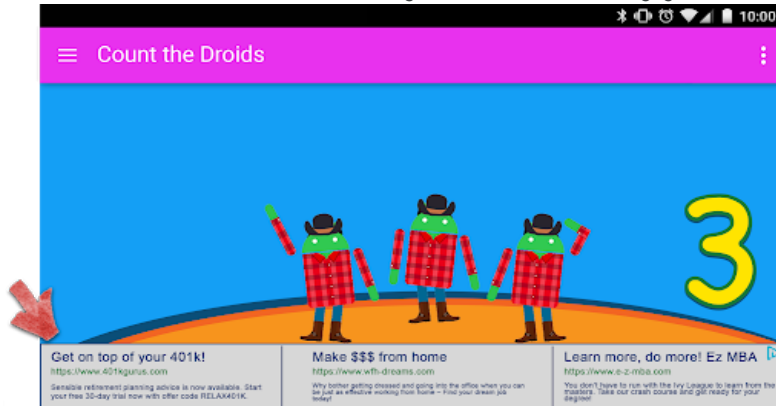 10:00
Count the Droids
3
Get on top of your 401k!
https://www.401kgurus.com
Sensible retirement planning advice is now available. Start
your free 30-day trial now with offer code RELAX401K.
Make $$$ from home
https://www.wfh-dreams.com
Why bother getting dressed and going into the office when you can
be just as effective working from home - Find your dream job
today!
Learn more, do more! Ez MBA
https://www.e-z-mba.com
You don't have to run with the Ivy League to learn from the
masters. Take our crash course and get ready for your
degree!